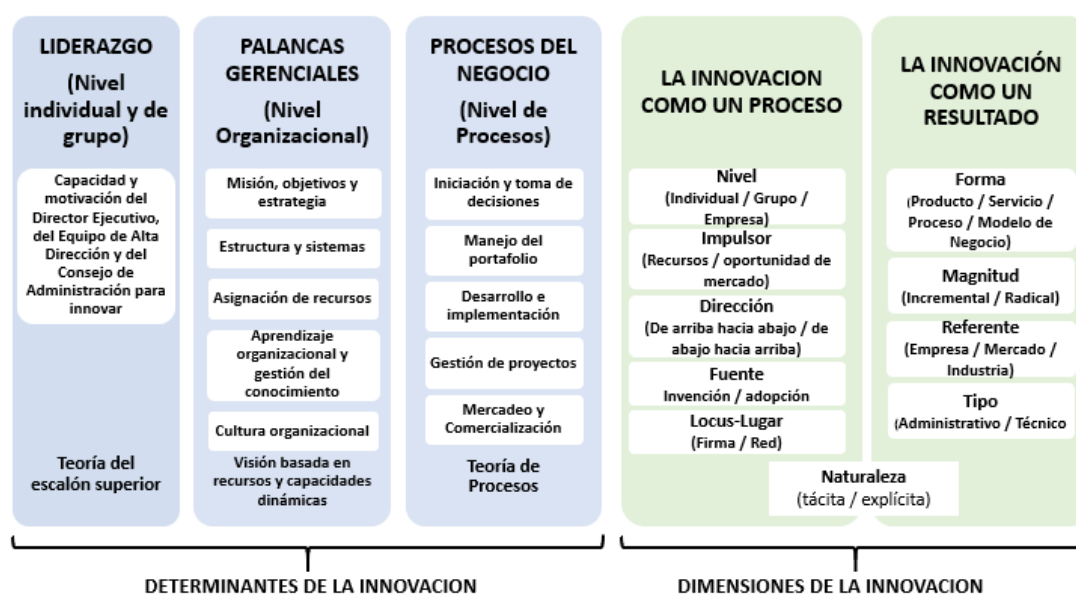 LIDERAZGO
(Nivel
individual y de
grupo)
Capacidad y
motivación del
Director Ejecutivo,
del Equipo de Alta
Dirección y del
Consejo de
Administración para
innovar
Teoría del
escalón superior
PALANCAS
GERENCIALES
(Nivel
Organizacional)
Misión, objetivos y
estrategia
Estructura y sistemas
Asignación de recursos
Aprendizaje
organizacional y
gestión del
conocimiento
Cultura organizacional
Visión basada en
recursos y capacidades
dinámicas
PROCESOS DEL
NEGOCIO
(Nivel de
Procesos)
Iniciación y toma de
decisiones
Manejo del
portafolio
Desarrollo e
implementación
Gestión de proyectos
Mercadeo y
Comercialización
Teoría de
Procesos
DETERMINANTES DE LA INNOVACION
LA INNOVACION
COMO UN PROCESO
Nivel
(Individual / Grupo /
Empresa)
Impulsor
(Recursos / oportunidad de
mercado)
Dirección
(De arriba hacia abajo / de
abajo hacia arriba)
Fuente
Invención / adopción
Locus-Lugar
(Firma / Red)
LA INNOVACIÓN
COMO UN
RESULTADO
Forma
(Producto / Servicio /
Proceso / Modelo de
Negocio)
Magnitud
(Incremental / Radical)
Referente
(Empresa / Mercado /
Industria)
Tipo
(Administrativo / Técnico
Naturaleza
(tácita / explícita)
DIMENSIONES DE LA INNOVACION